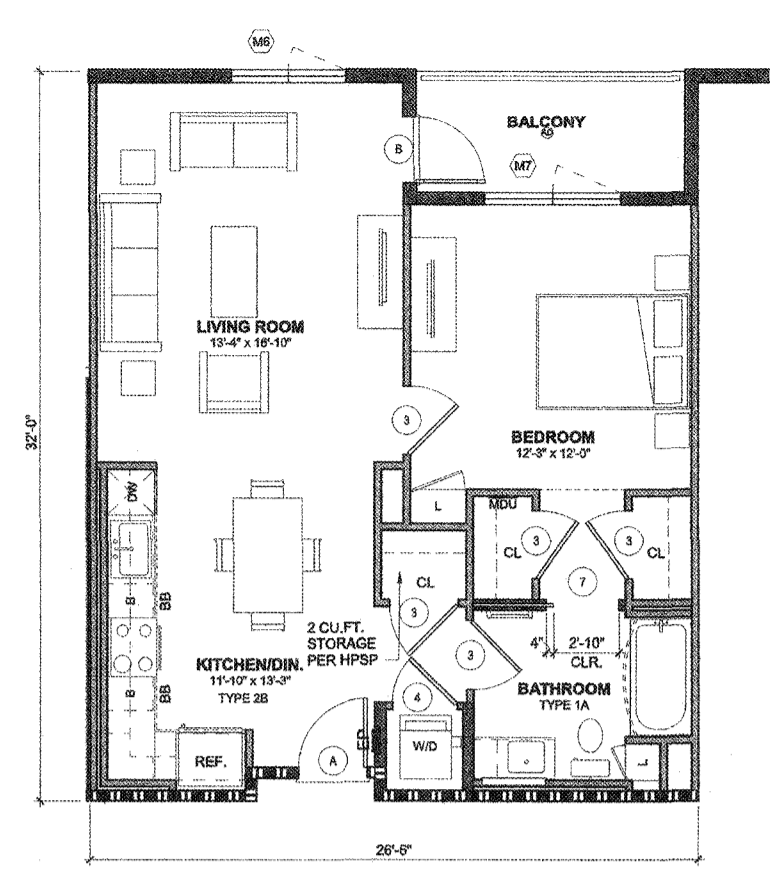 M6
BALCONY
B
M7
LIVING ROOM
13'-4" x 16'-10"
32'-0"
3
BEDROOM
12'-3" x 12'-0"
DW
L
MDU
CL
3
3
CL
B
BB
CL
7
3
2 CU.FT.
STORAGE
PER HPSP
4"
2'-10"
CLR.
3
KITCHEN/DIN.
11'-10" x 13'-3"
TYPE 2B
B
BB
BATHROOM
TYPE 1A
4
EP
W/D
REF.
A
L
26'-6"